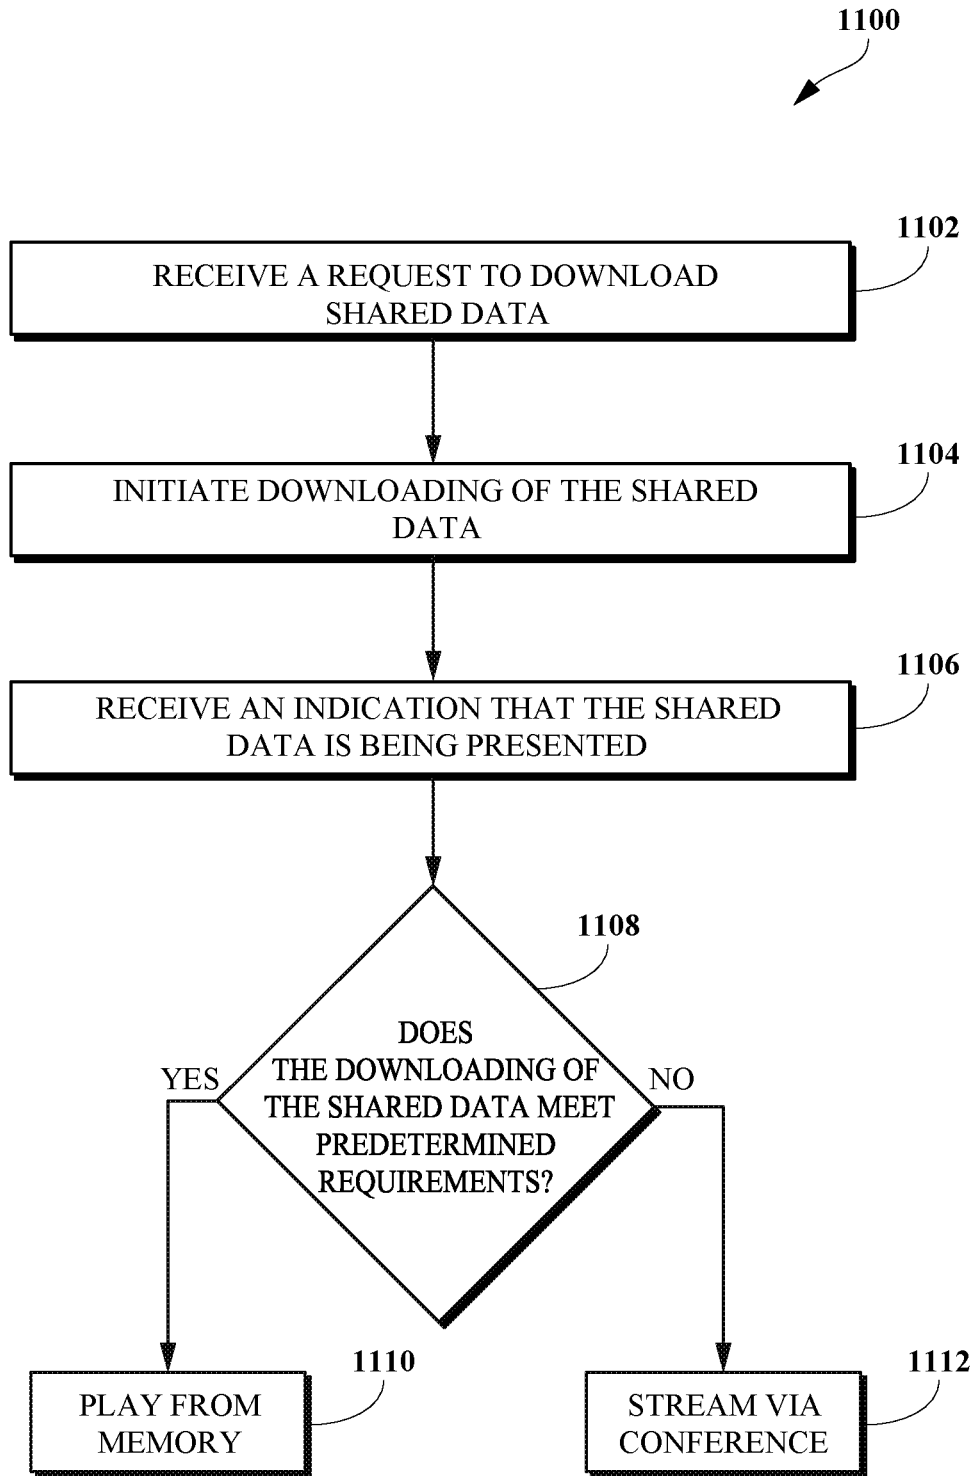 1100
1102
RECEIVE A REQUEST TO DOWNLOAD
SHARED DATA
1104
INITIATE DOWNLOADING OF THE SHARED
DATA
1106
RECEIVE AN INDICATION THAT THE SHARED
DATA IS BEING PRESENTED
1108
DOES
THE DOWNLOADING OF
THE SHARED DATA MEET
PREDETERMINED
REQUIREMENTS?
YES
NO
1110
PLAY FROM
MEMORY
1112
STREAM VIA
CONFERENCE